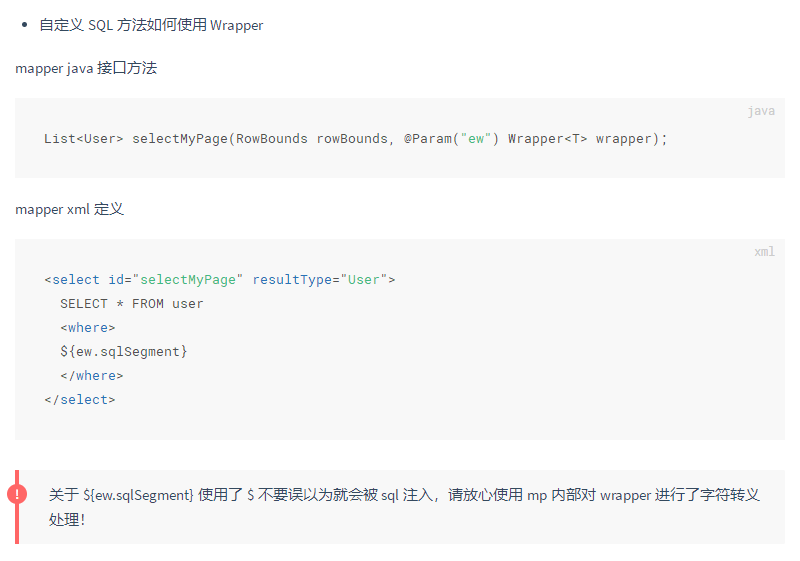 自定义 SQL 方法如何使用 Wrapper
mapper java 接口方法
java
List<User> selectMyPage(RowBounds rowBounds, @Param("ew") Wrapper<T> wrapper);
mapper xml 定义
xml
<select id="selectMyPage" resultType="User">
SELECT * FROM user
<where>
${ew.sqlSegment}
</where>
</select>
关于 ${ew.sqlSegment} 使用了 $ 不要误以为就会被 sql 注入，请放心使用 mp 内部对 wrapper 进行了字符转义
处理！